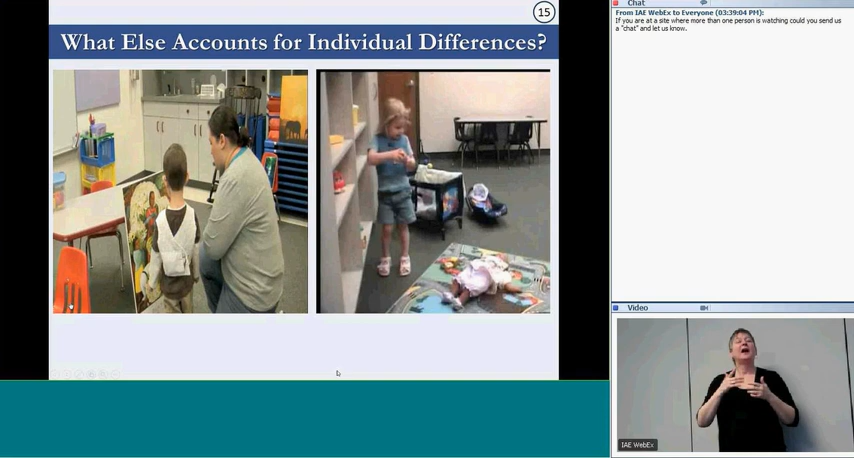 15
What Else Accounts for Individual Differences?
Chat
From IAE WebEx to Everyone (03:39:04 PM):
If you are at a site where more than one person is watching could you send us
a "chat" and let us know.
Video
IAE WebEx